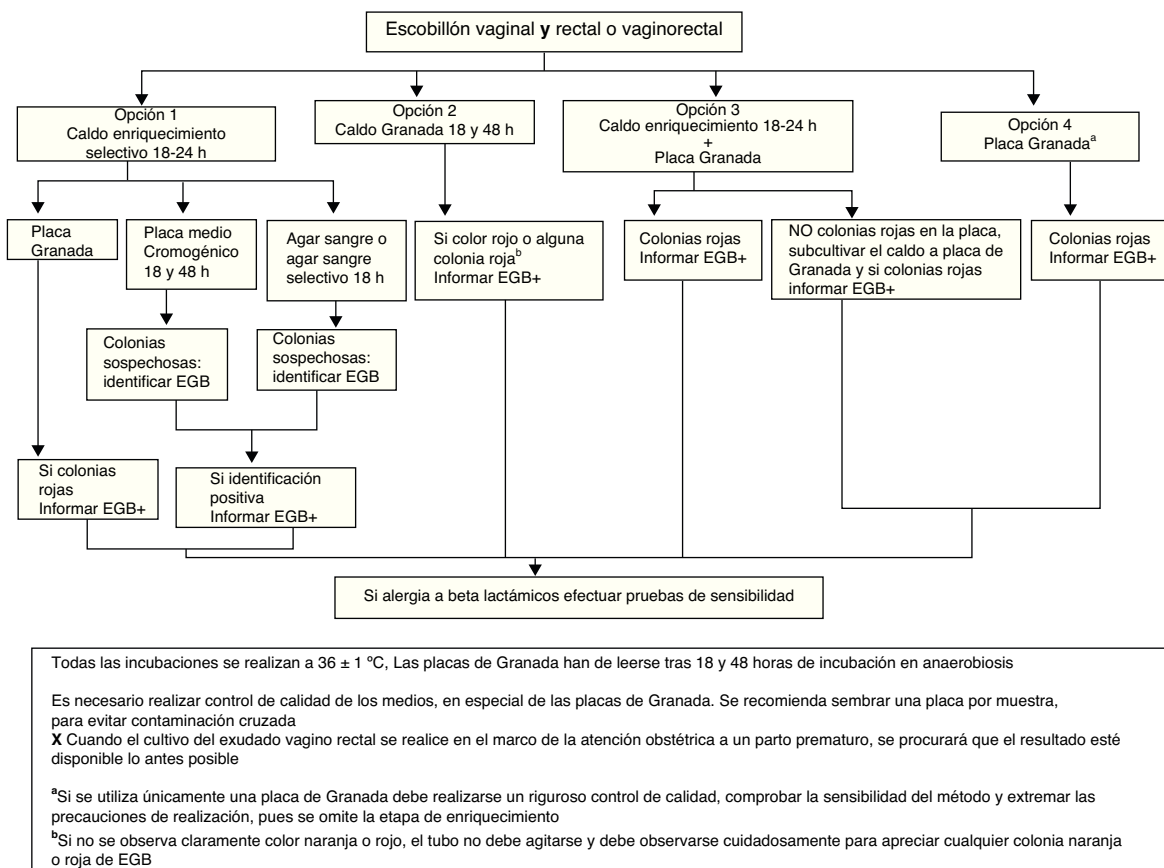 Escobillón vaginal y rectal o vaginorectal
Opción 1
Caldo enriquecimiento
selectivo 18-24 h
Opción 2
Caldo Granada 18 y 48 h
Opción 3
Caldo enriquecimiento 18-24 h
+
Placa Granada
Opción 4
Placa Granadaa
Placa
Granada
Placa medio
Cromogénico
18 y 48 h
Agar sangre o
agar sangre
selectivo 18 h
Si color rojo o alguna
colonia rojab
Informar EGB+
Colonias rojas
Informar EGB+
NO colonias rojas en la placa,
subcultivar el caldo a placa de
Granada y si colonias rojas
informar EGB+
Colonias rojas
Informar EGB+
Colonias
sospechosas:
identificar EGB
Colonias
sospechosas:
identificar EGB
Si colonias
rojas
Informar EGB+
Si identificación
positiva
Informar EGB+
Si alergia a beta lactámicos efectuar pruebas de sensibilidad
Todas las incubaciones se realizan a 36 ± 1 ºC, Las placas de Granada han de leerse tras 18 y 48 horas de incubación en anaerobiosis
Es necesario realizar control de calidad de los medios, en especial de las placas de Granada. Se recomienda sembrar una placa por muestra,
para evitar contaminación cruzada
X Cuando el cultivo del exudado vagino rectal se realice en el marco de la atención obstétrica a un parto prematuro, se procurará que el resultado esté
disponible lo antes posible
aSi se utiliza únicamente una placa de Granada debe realizarse un riguroso control de calidad, comprobar la sensibilidad del método y extremar las
precauciones de realización, pues se omite la etapa de enriquecimiento
bSi no se observa claramente color naranja o rojo, el tubo no debe agitarse y debe observarse cuidadosamente para apreciar cualquier colonia naranja
o roja de EGB